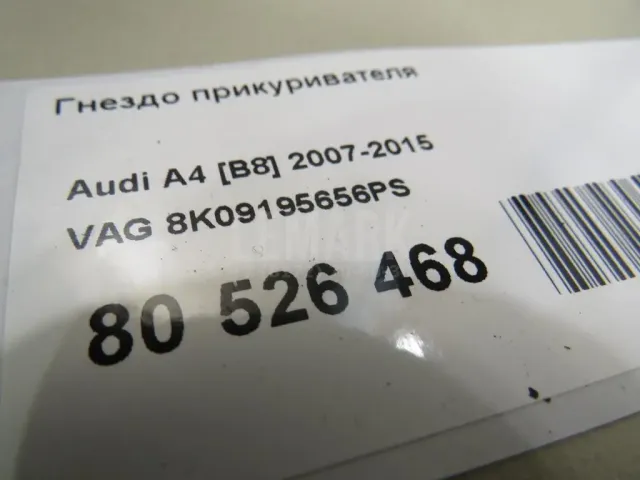 Гнездо прикуривателя
Audi A4 [B8] 2007-2015
VAG 8K09195656PS
80 526 468